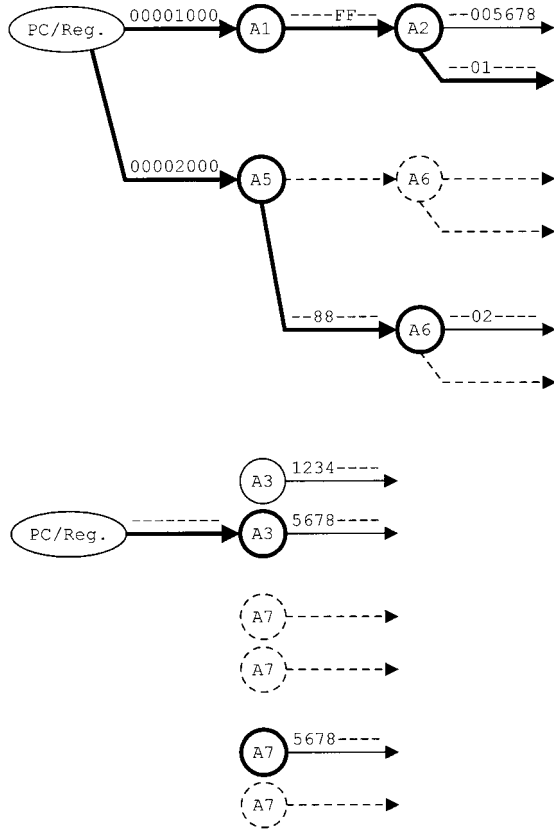 00001000 ----FF-- --005678
PC/Reg. A1 A2
--01----
00002000
A5 A6
--88---- --02----
A6
1234----
A3
-------- 5678----
PC/Reg. A3
A7
A7
5678----
A7
A7